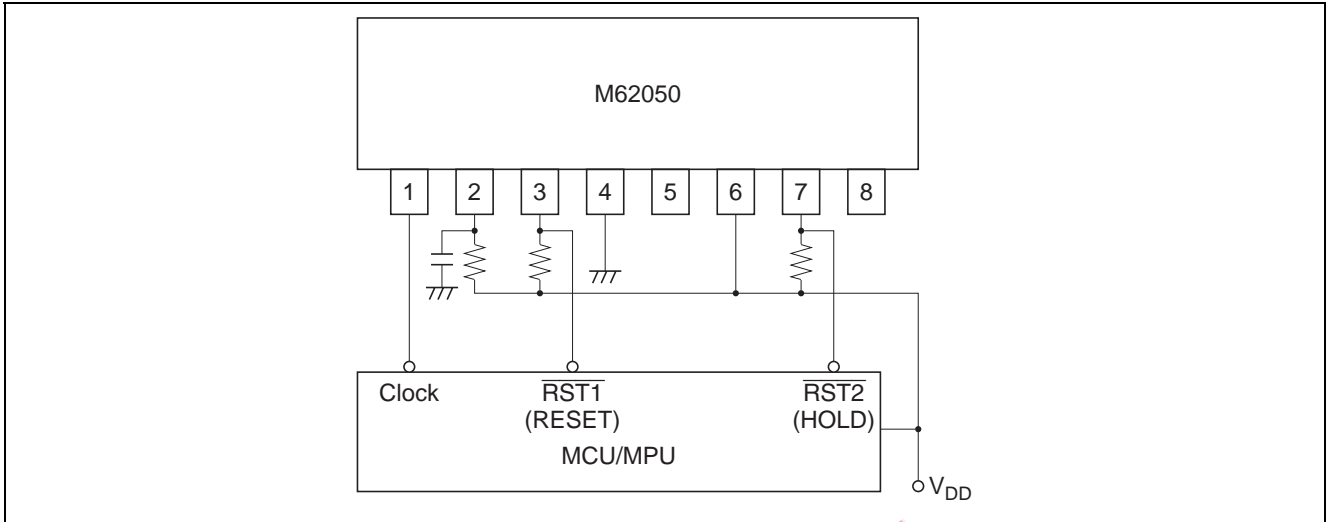 M62050
1 2 3 4 5 6 7 8
Clock RST1 RST2
(RESET) (HOLD)
MCU/MPU
VDD